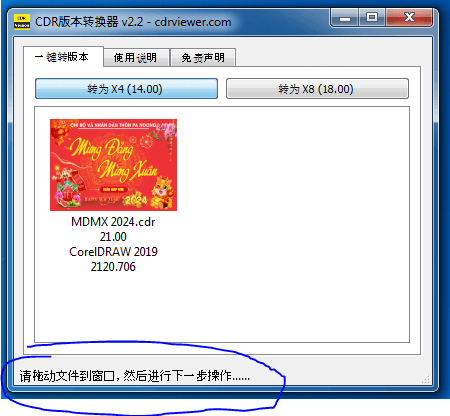 CDR版本转换器 v2.2 - cdrviewer.com
一键转版本
使用说明
免责声明
转为 X4 (14.00)
转为 X8 (18.00)
CHI BỘ VÀ NHÂN DÂN THÔN PA NOONG
Mừng Đảng
Mừng Xuân
2024
MDMX 2024.cdr
21.00
CorelDRAW 2019
2120.706
请拖动文件到窗口，然后进行下一步操作......